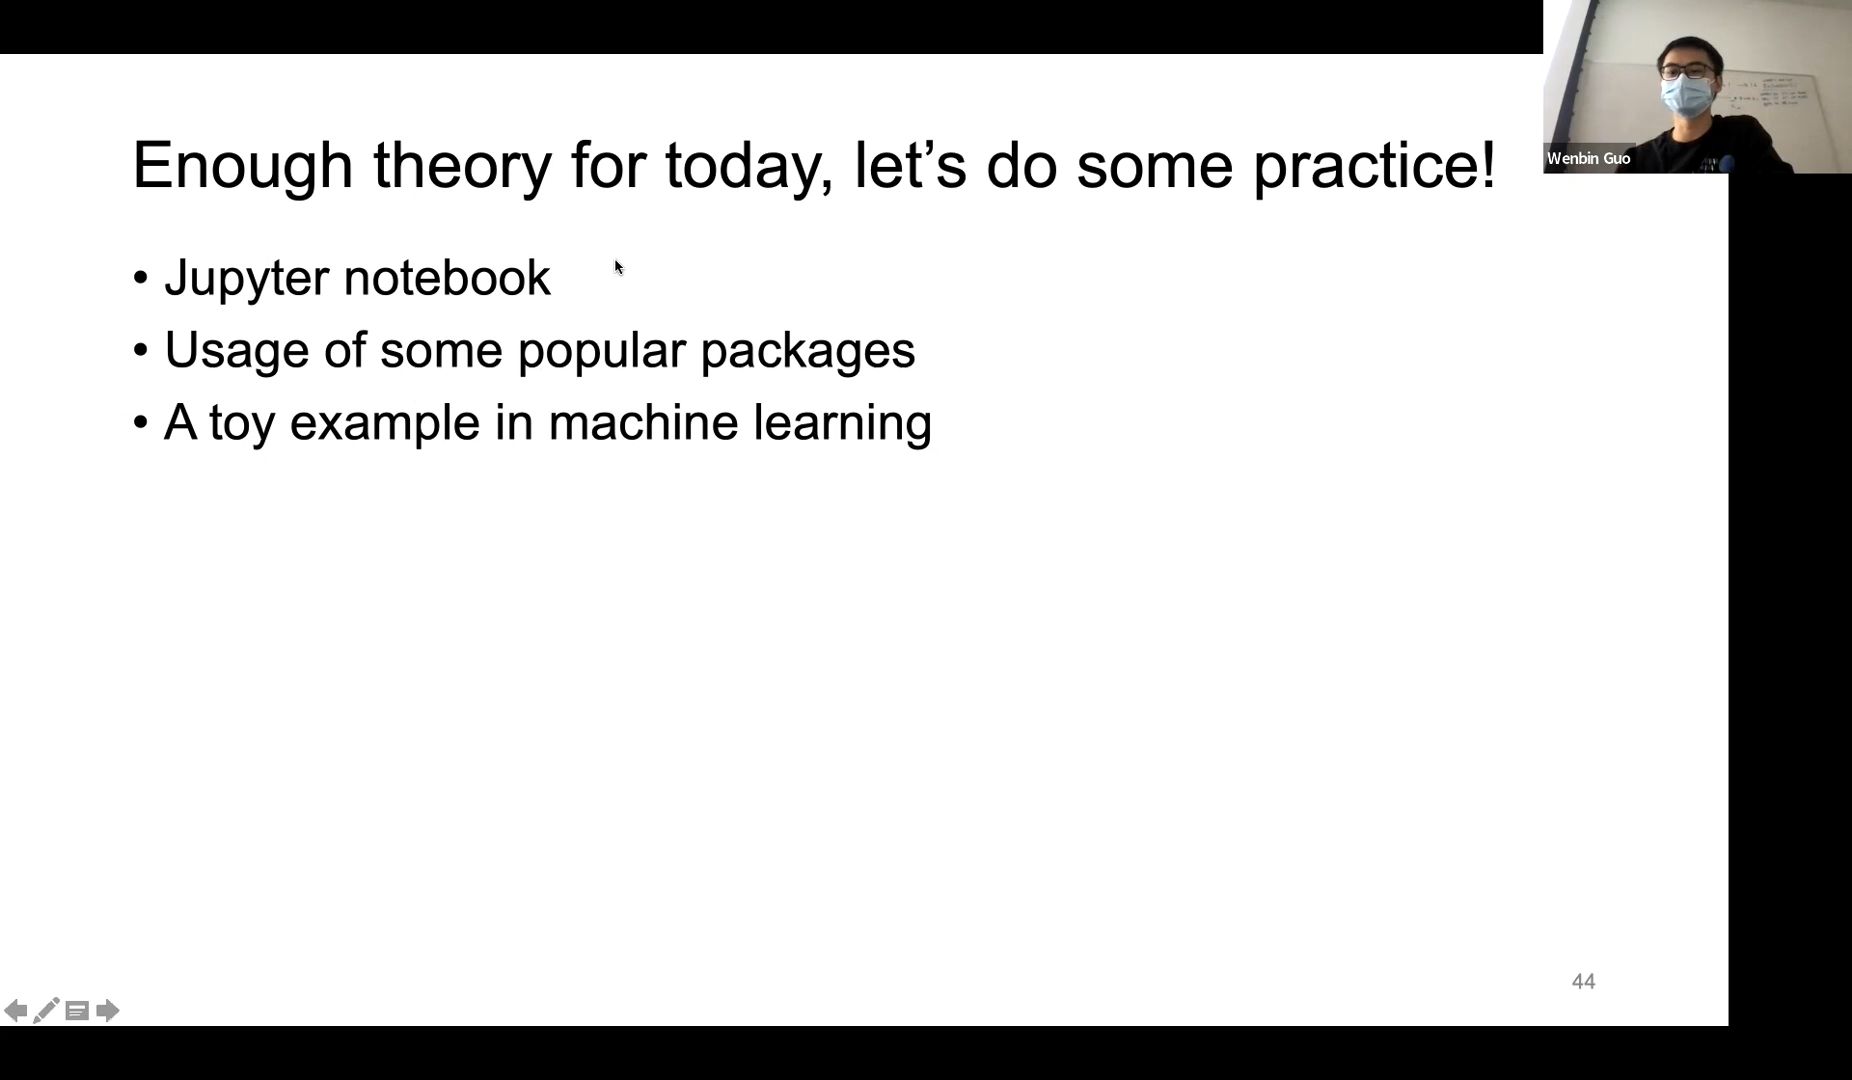 Enough theory for today, let’s do some practice!
• Jupyter notebook
• Usage of some popular packages
• A toy example in machine learning
Wenbin Guo
44